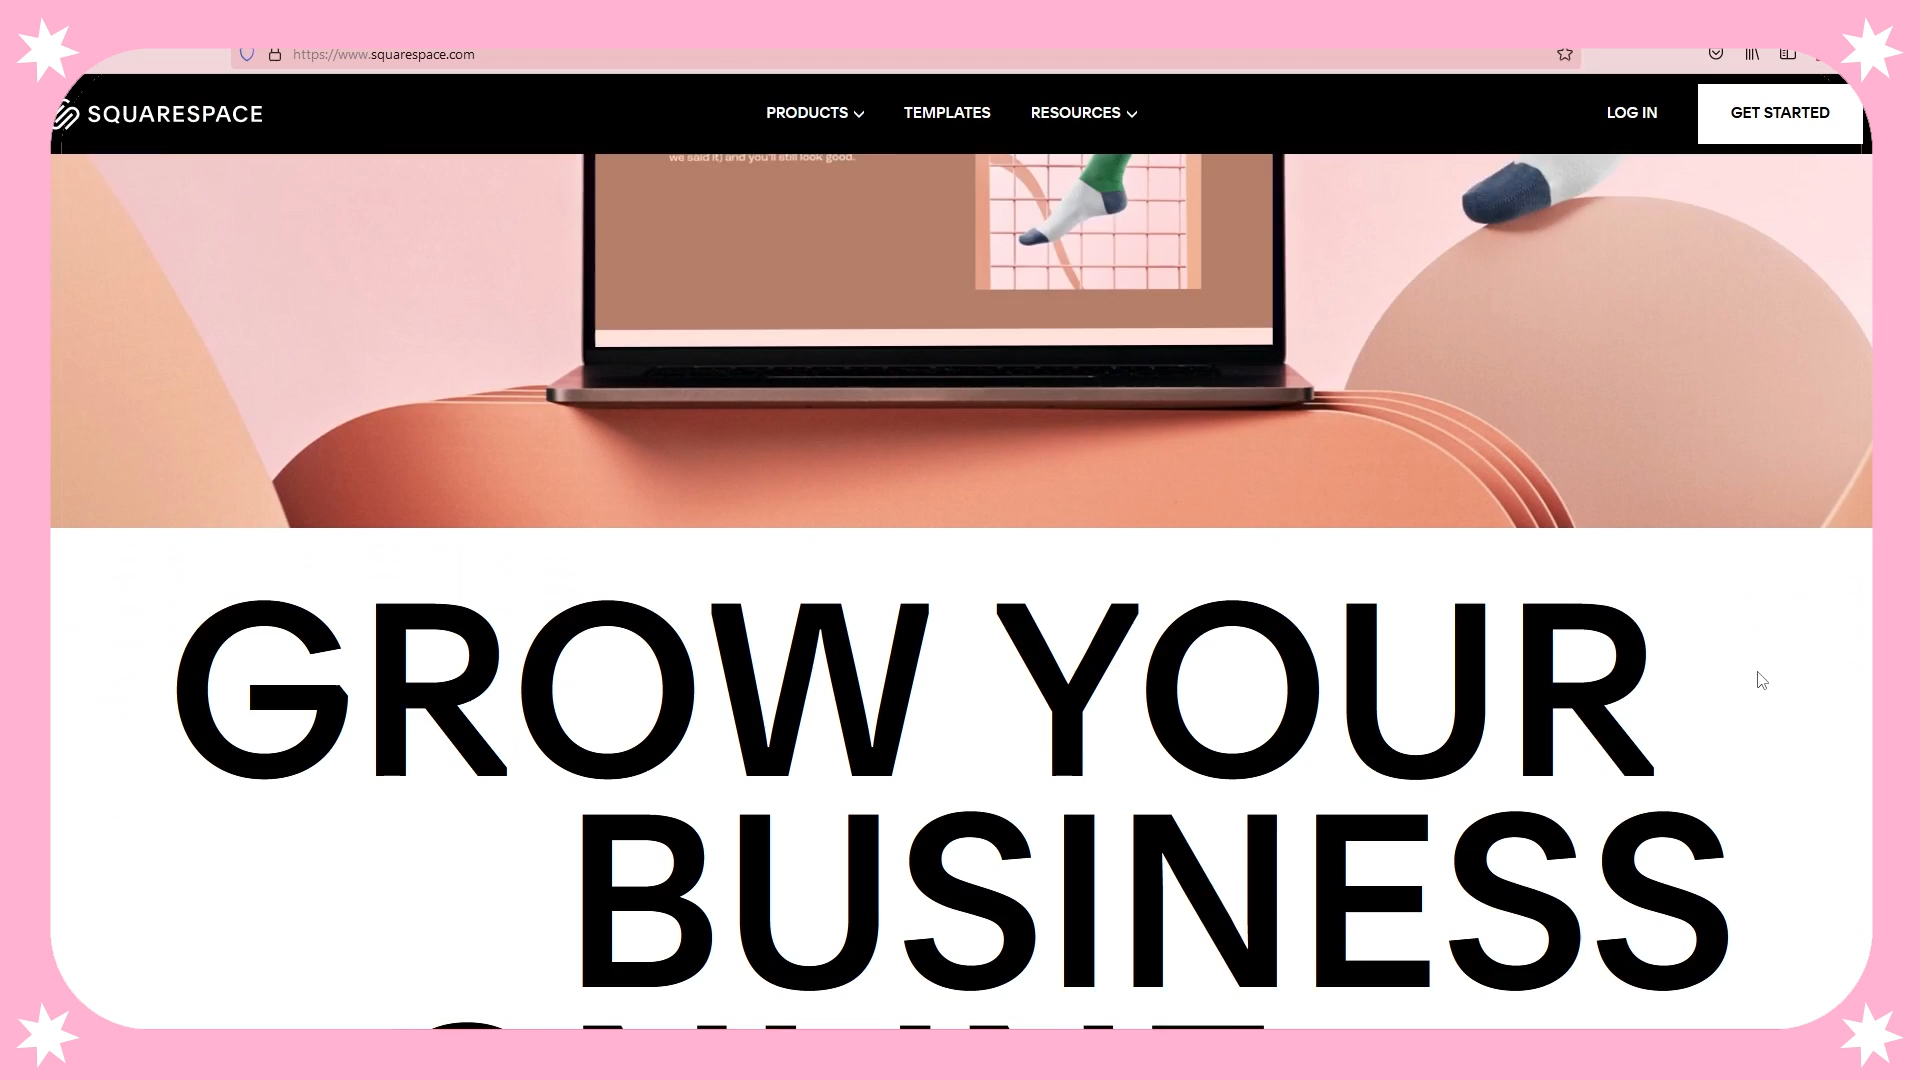 https://www.squarespace.com
SQUARESPACE
PRODUCTS
TEMPLATES
RESOURCES
LOG IN
GET STARTED
we said it) and you'll still look good.
GROW YOUR
BUSINESS